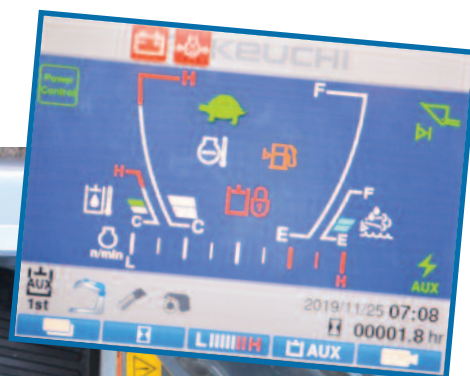 KEUCHI
Power
Control
H
F
H
F
C
C
E
E
n/min
L
H
AUX
AUX
1st
2019/11/25 07:08
00001.8 hr
L H
AUX